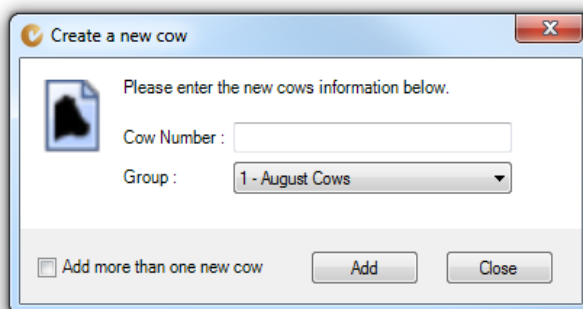 Create a new cow
Please enter the new cows information below.
Cow Number :
Group : 1 - August Cows
Add more than one new cow Add Close